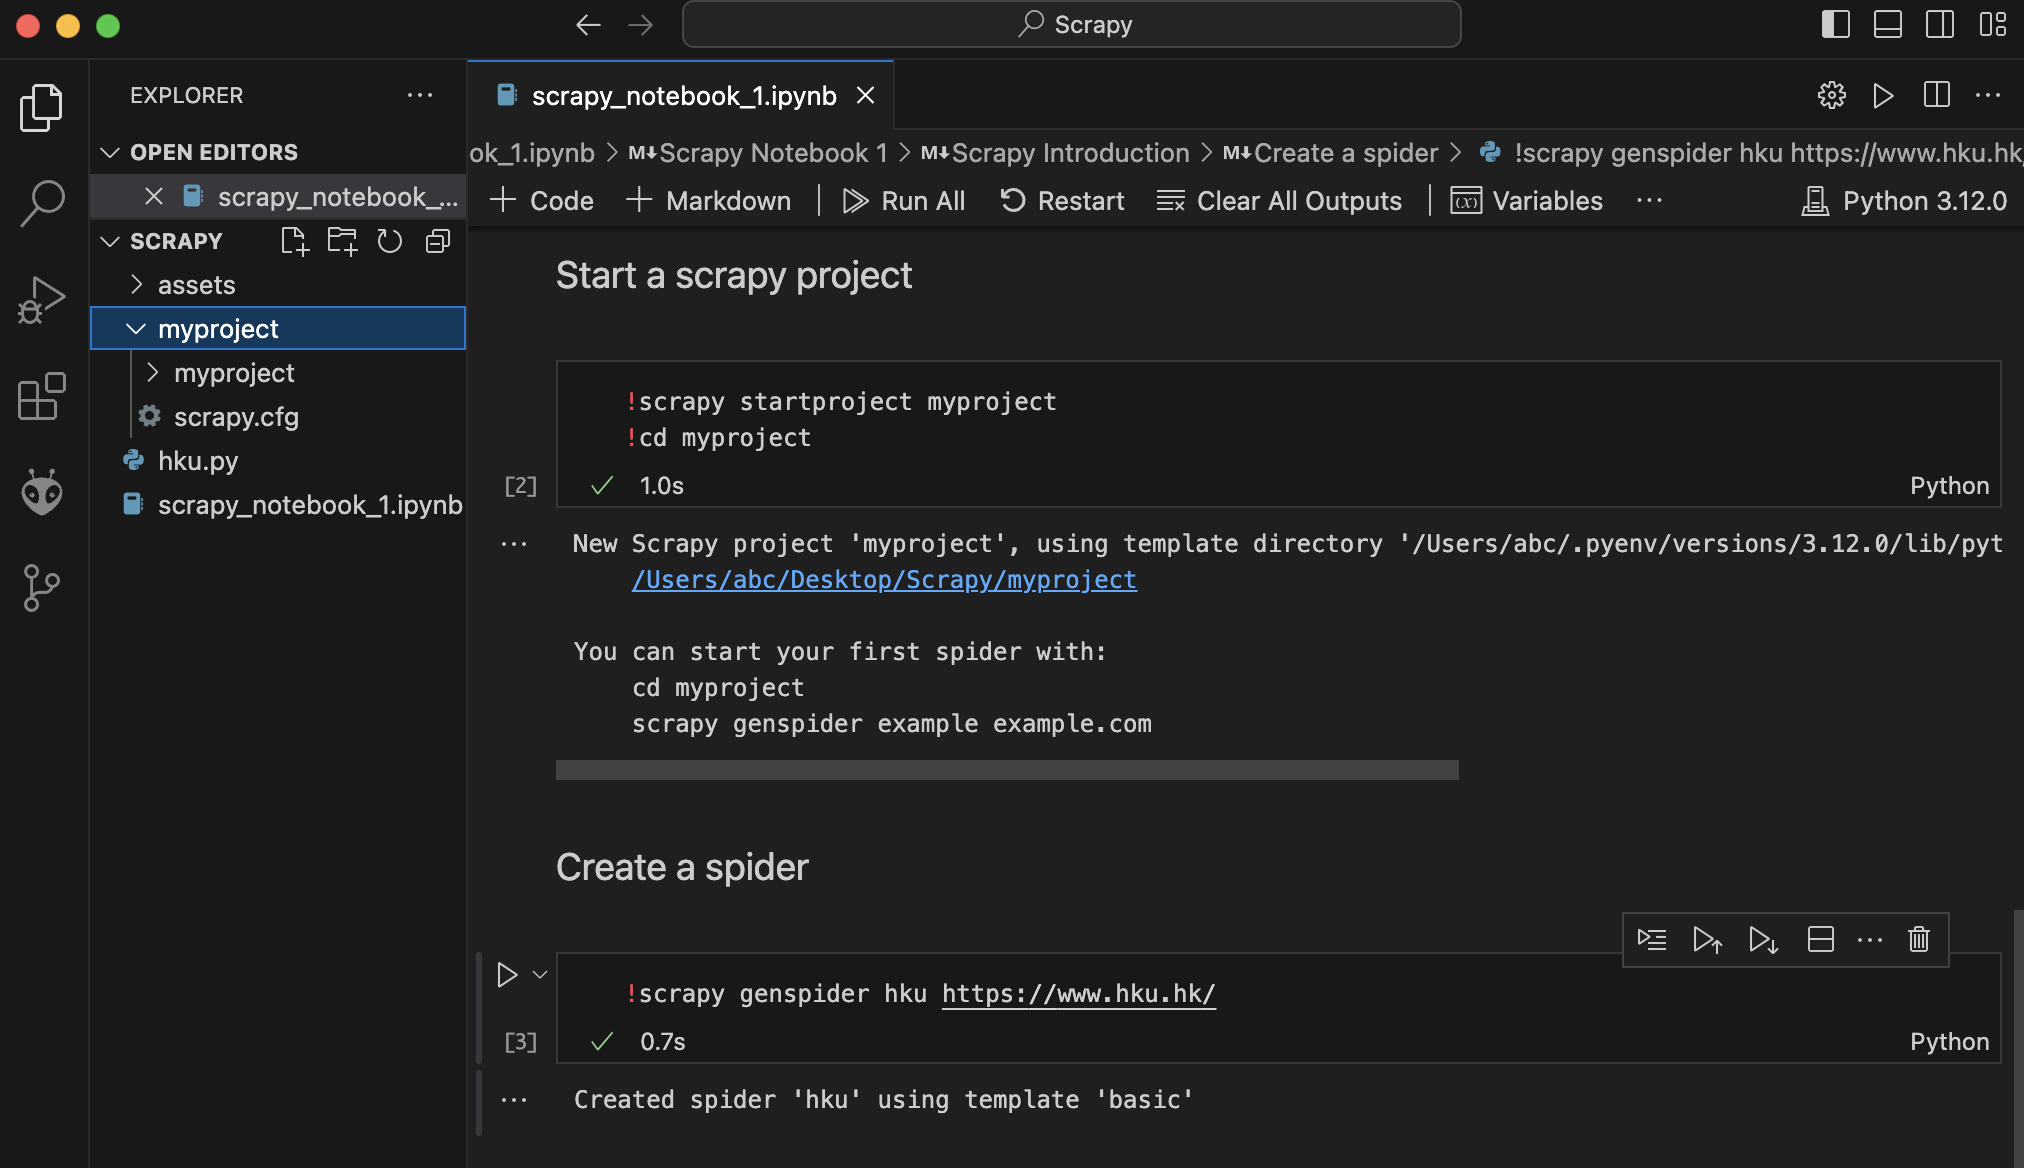 Scrapy
EXPLORER
OPEN EDITORS
scrapy_notebook_...
SCRAPY
assets
myproject
myproject
scrapy.cfg
hku.py
scrapy_notebook_1.ipynb
scrapy_notebook_1.ipynb
ok_1.ipynb > M↓Scrapy Notebook 1 > M↓Scrapy Introduction > M↓Create a spider > !scrapy genspider hku https://www.hku.hk/
+ Code + Markdown | Run All Restart Clear All Outputs | Variables ... Python 3.12.0
Start a scrapy project
!scrapy startproject myproject
!cd myproject
[2] ✓ 1.0s Python
New Scrapy project 'myproject', using template directory '/Users/abc/.pyenv/versions/3.12.0/lib/pyt
/Users/abc/Desktop/Scrapy/myproject
You can start your first spider with:
cd myproject
scrapy genspider example example.com
Create a spider
!scrapy genspider hku https://www.hku.hk/
[3] ✓ 0.7s Python
Created spider 'hku' using template 'basic'